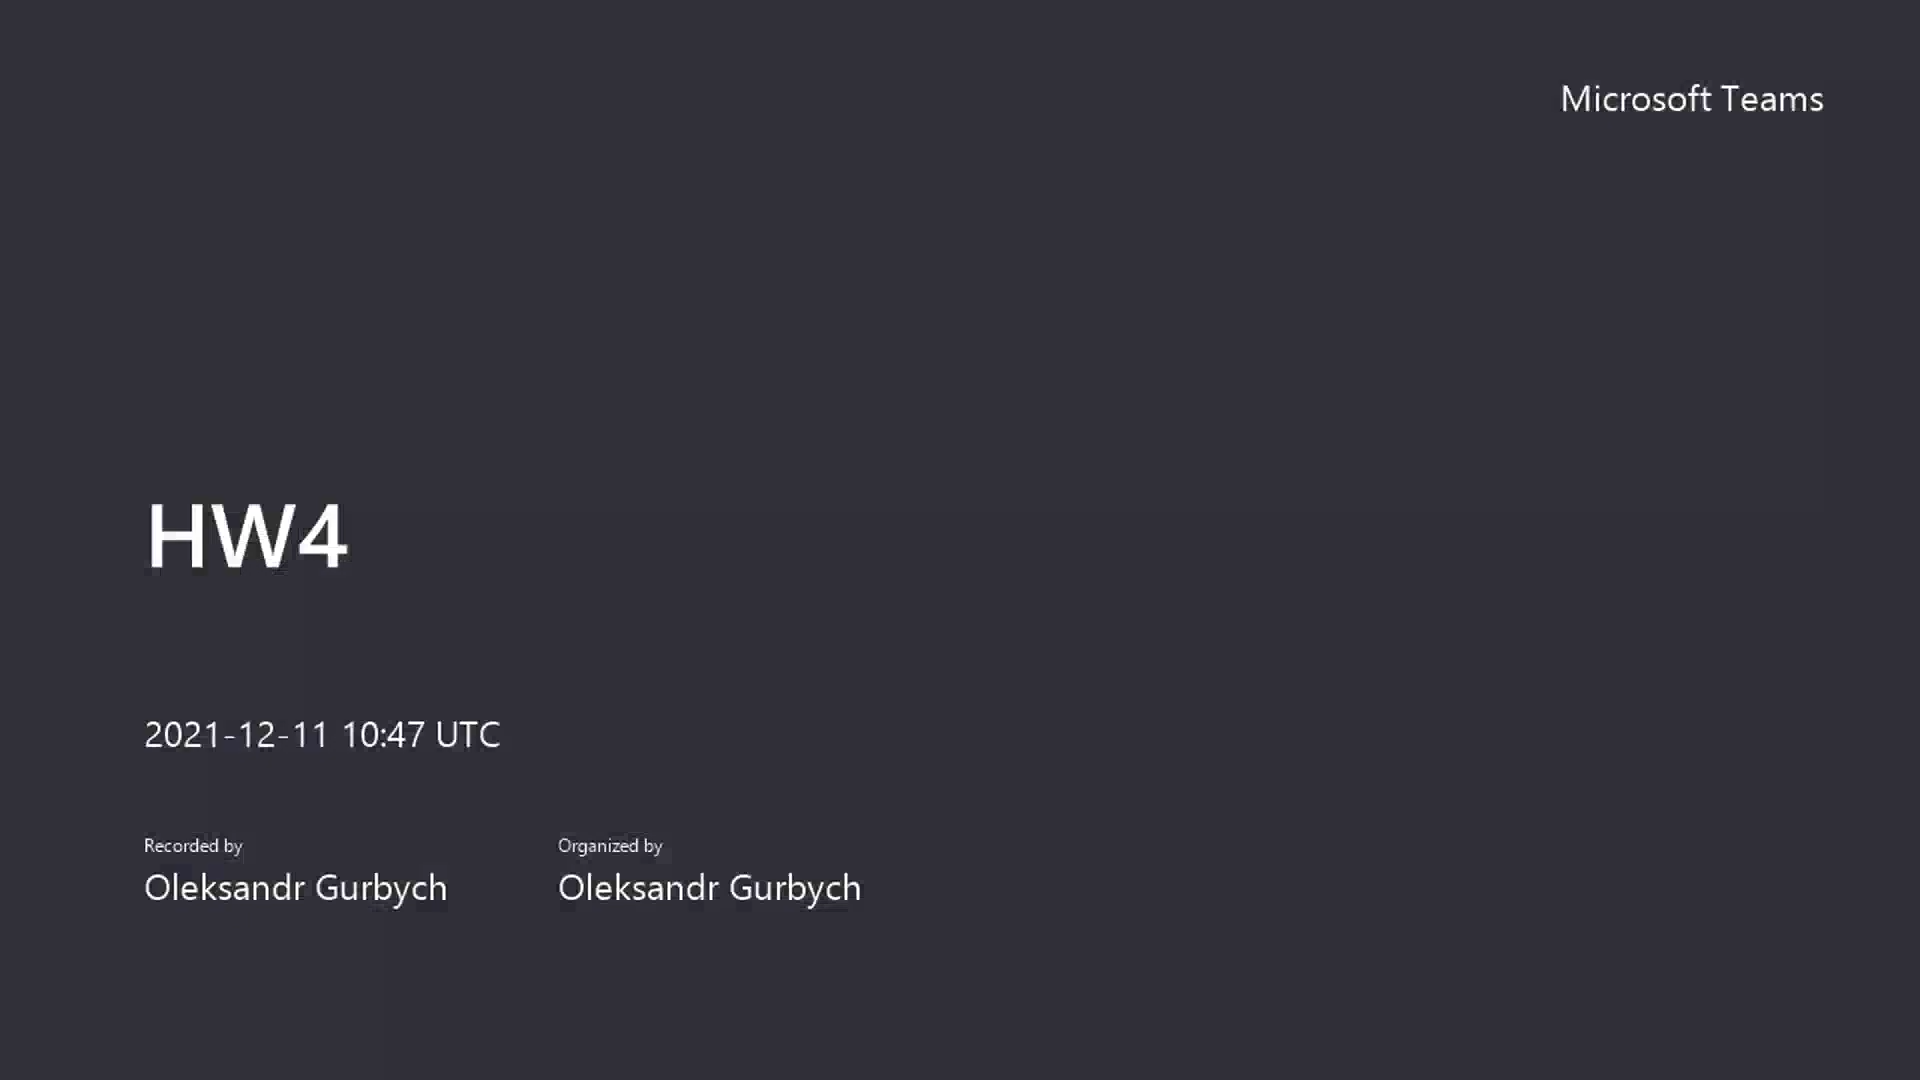 Microsoft Teams
HW4
2021-12-11 10:47 UTC
Recorded by
Oleksandr Gurbych
Organized by
Oleksandr Gurbych